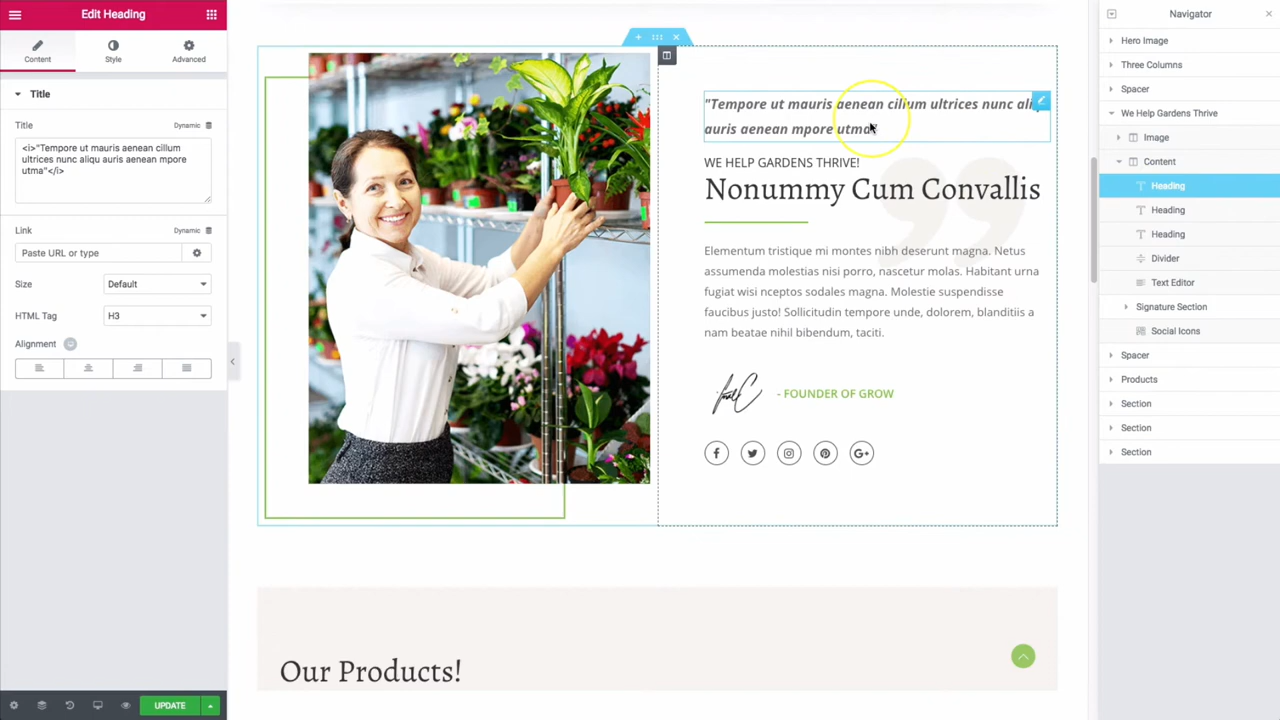 Edit Heading
Content
Style
Advanced
Title
Title
Dynamic
<i>"Tempore ut mauris aenean cillum
ultrices nunc aliqu auris aenean mpore
utma"</i>
Link
Dynamic
Paste URL or type
Size
Default
HTML Tag
H3
Alignment
UPDATE
"Tempore ut mauris aenean cillum ultrices nunc ali
auris aenean mpore utma
WE HELP GARDENS THRIVE!
Nonummy Cum Convallis
Elementum tristique mi montes nibh deserunt magna. Netus
assumenda molestias nisi porro, nascetur molas. Habitant urna
fugiat wisi nceptos sodales magna. Molestie suspendisse
faucibus justo! Sollicitudin tempore unde, dolorem, blanditiis a
nam beatae nihil bibendum, taciti.
- FOUNDER OF GROW
Our Products!
Navigator
Hero Image
Three Columns
Spacer
We Help Gardens Thrive
Image
Content
Heading
Heading
Heading
Divider
Text Editor
Signature Section
Social Icons
Spacer
Products
Section
Section
Section